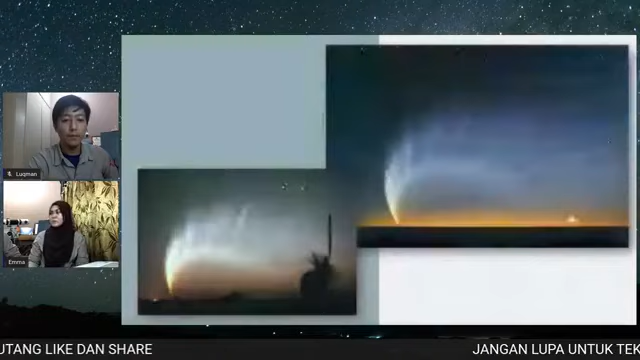 Luqman
Emma
UTANG LIKE DAN SHARE
JANGAN LUPA UNTUK TEK